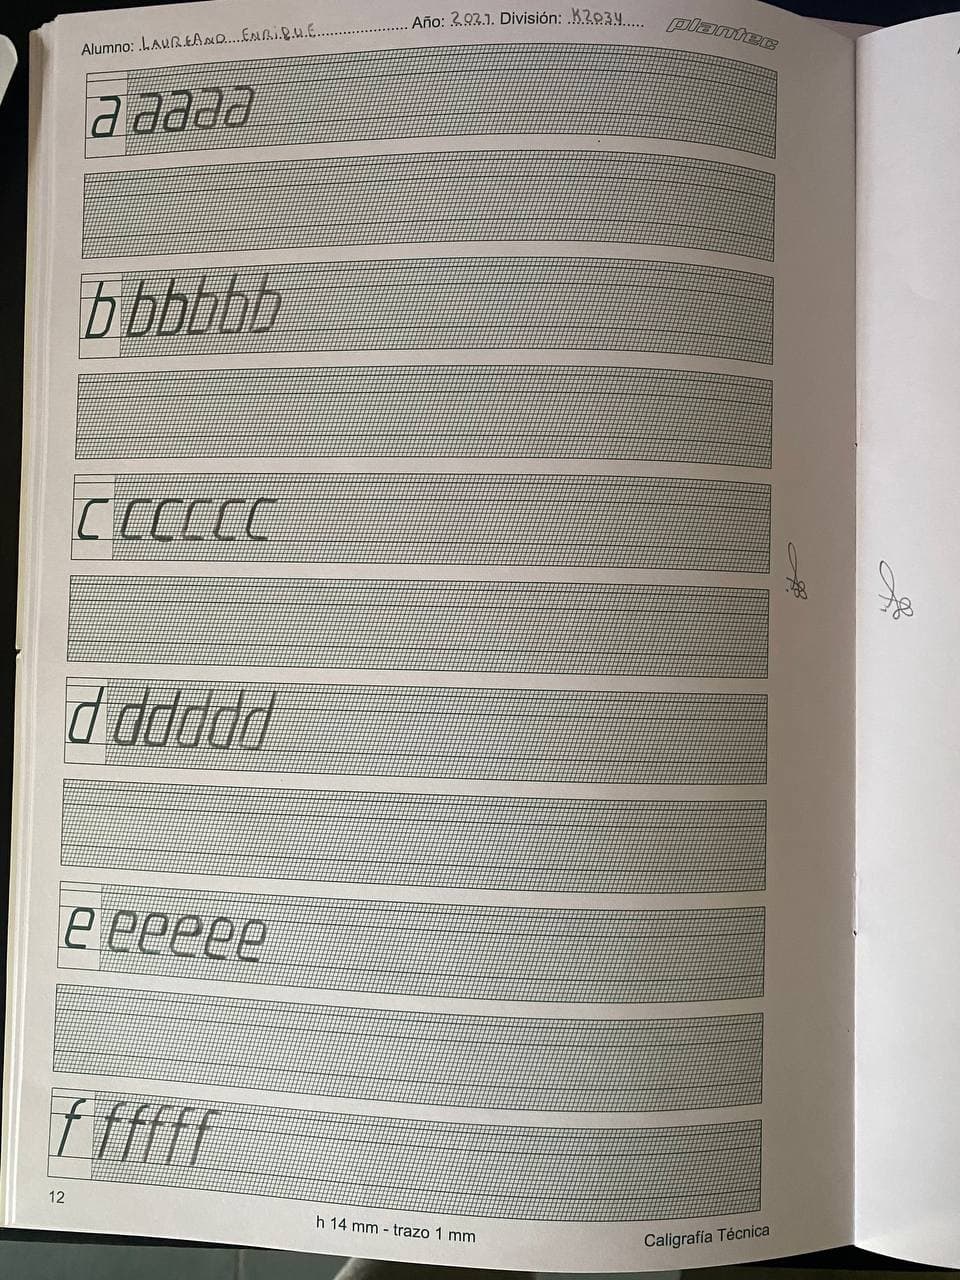 Alumno: LAUREANO ENRIQUE Año: 2021. División: K2034
plantec
a aaaa
b bbbbb
c ccccc
d ddddd
e eeeee
f fffff
12
h 14 mm - trazo 1 mm
Caligrafía Técnica